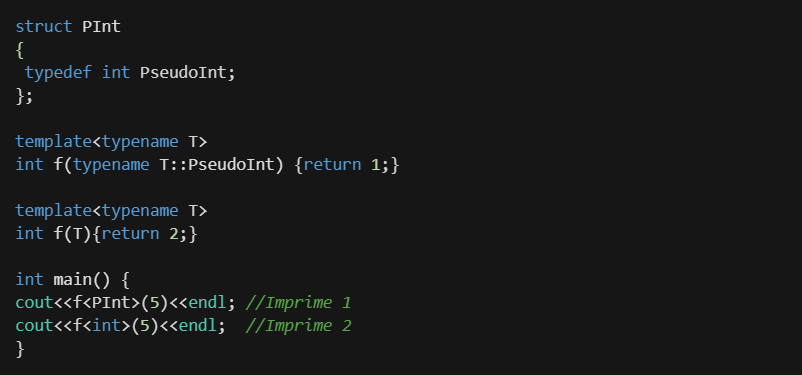 struct PInt
{
 typedef int PseudoInt;
};

template<typename T>
int f(typename T::PseudoInt) {return 1;}

template<typename T>
int f(T){return 2;}

int main() {
cout<<f<PInt>(5)<<endl; //Imprime 1
cout<<f<int>(5)<<endl;  //Imprime 2
}